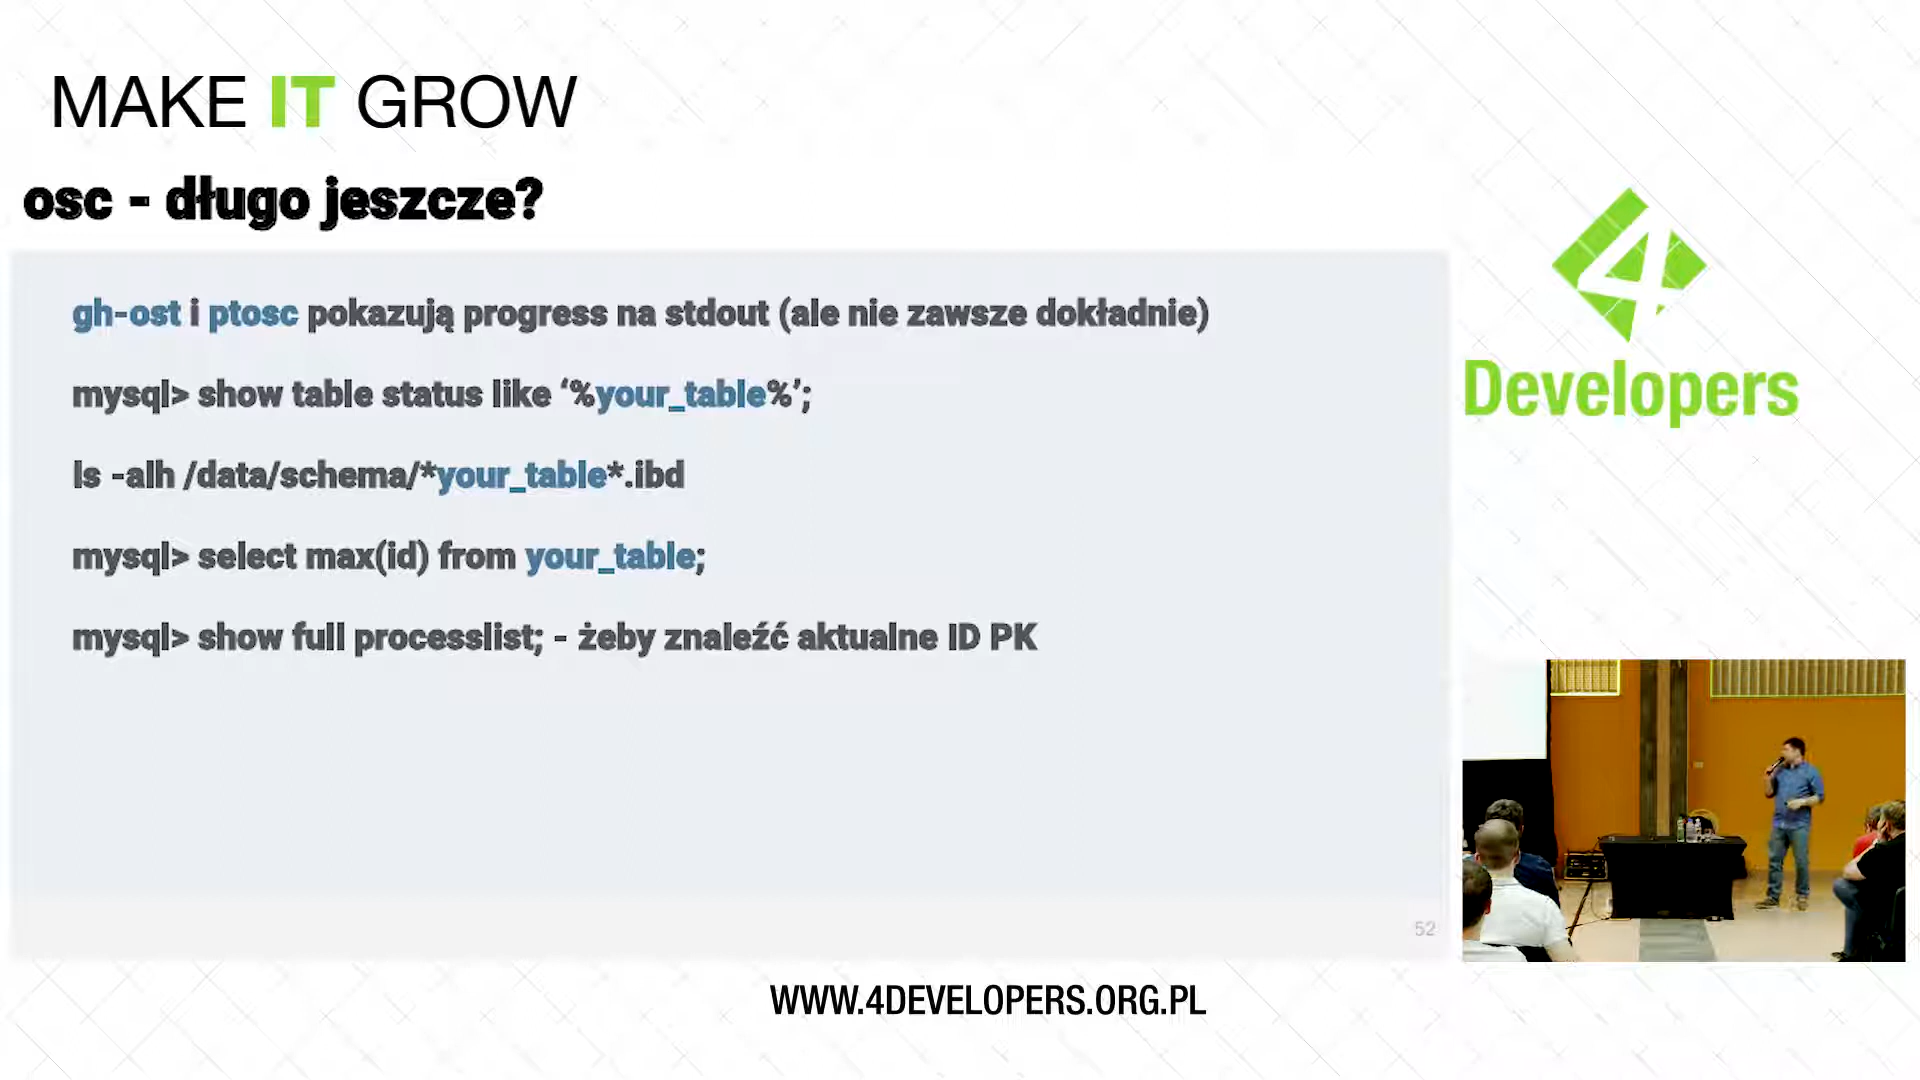 MAKE IT GROW
osc - długo jeszcze?
gh-ost i ptosc pokazują progress na stdout (ale nie zawsze dokładnie)
mysql> show table status like ‘%your_table%’;
ls -alh /data/schema/*your_table*.ibd
mysql> select max(id) from your_table;
mysql> show full processlist; - żeby znaleźć aktualne ID PK
52
4
Developers
WWW.4DEVELOPERS.ORG.PL